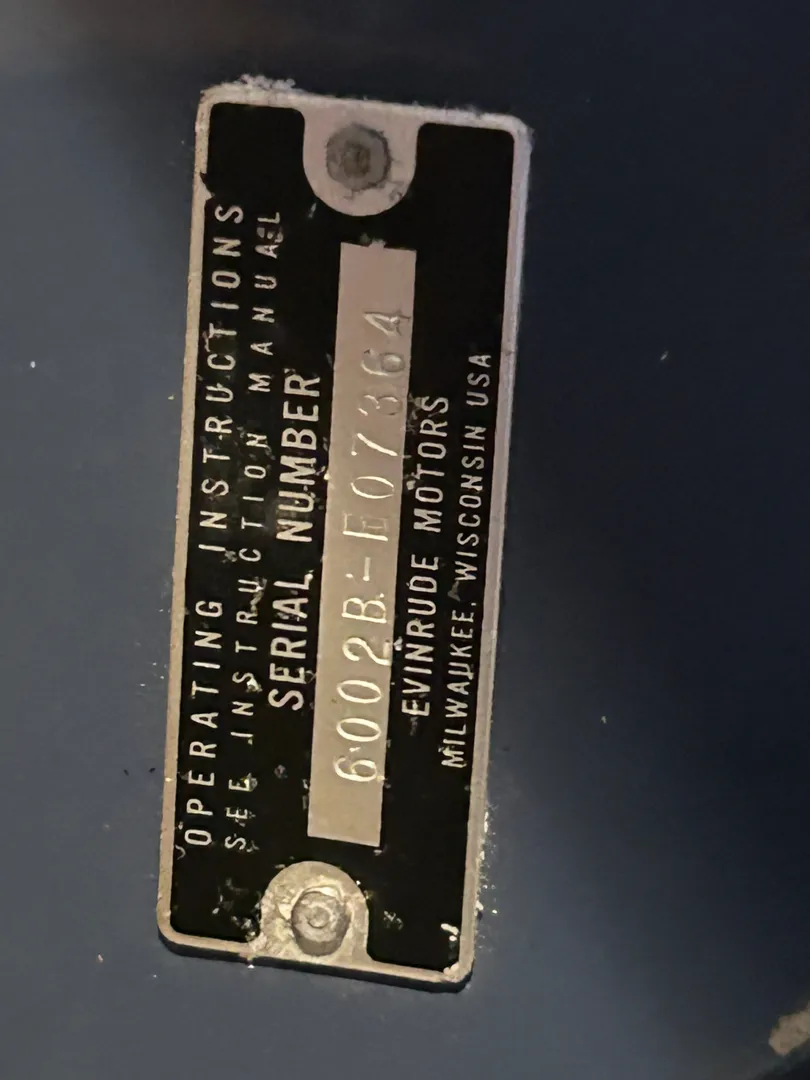 OPERATING INSTRUCTIONS
SEE INSTRUCTION MANUAL
SERIAL NUMBER
6002B-E07364
EVINRUDE MOTORS
MILWAUKEE, WISCONSIN USA